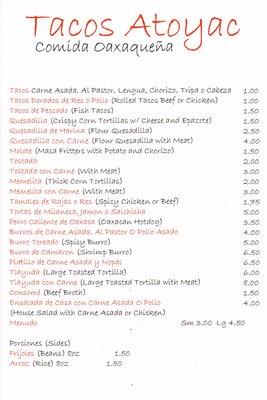 Tacos Atoyac
Comida Oaxaqueña
Tacos Carne Asada, Al Pastor, Lengua, Chorizo, Tripa o Cabeza 1.00
Tacos Dorados de Res o Pollo (Rolled Tacos Beef or Chicken) 1.00
Tacos de Pescado (Fish Tacos) 1.50
Quesadilla (Crispy Corn Tortillas w/ Cheese and Epazote) 1.50
Quesadilla de Harina (Flour Quesadilla) 2.50
Quesadilla con Carne (Flour Quesadilla with Meat) 4.00
Molote (Masa Fritters with Potato and Chorizo) 1.50
Tostada 2.00
Tostada con Carne (With Meat) 3.00
Memelita (Thick Corn Tortillas) 2.00
Memelita con Carne (With Meat) 3.00
Tamales de Rajas o Res (Spicy Chicken or Beef) 1.75
Tortas de Milanesa, Jamon o Salchicha 5.00
Perro Caliente de Oaxaca (Oaxacan Hotdog) 3.50
Burros de Carne Asada, Al Pastor O Pollo Asado 4.00
Burro Toreado (Spicy Burro) 5.00
Burro de Camaron (Shrimp Burro) 6.50
Platillo de Carne Asada y Nopal 6.50
Tlayuda (Large Toasted Tortilla) 6.00
Tlayuda con Carne (Large Toasted Tortilla with Meat) 8.00
Consomé (Beef Broth) 1.50
Ensalada de Casa con Carne Asada O Pollo 4.00
(House Salad with Carne Asada or Chicken)
Menudo Sm 3.00 Lg 4.50
Porciones (Sides)
Frijoles (Beans) 8oz 1.50
Arroz (Rice) 8oz 1.50